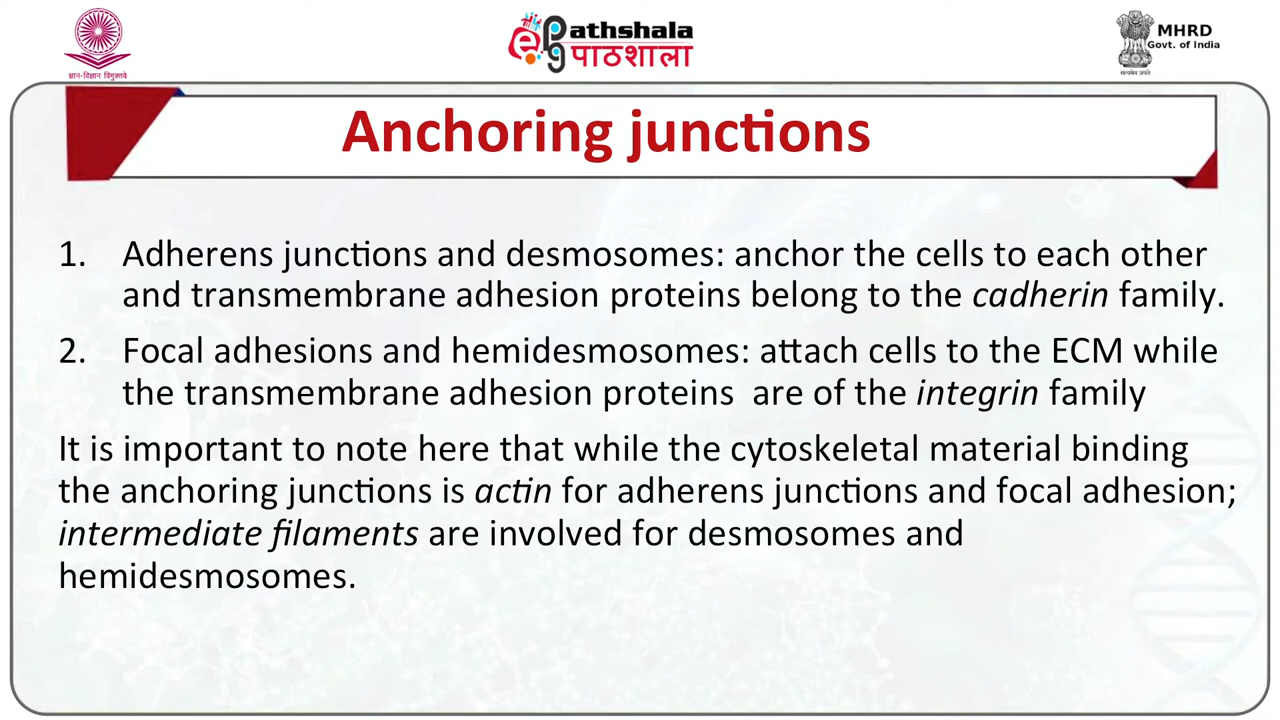 ज्ञान-विज्ञान विमुक्तये
Pathshala
पाठशाला
MHRD
Govt. of India
सत्यमेव जयते
Anchoring junctions
1. Adherens junctions and desmosomes: anchor the cells to each other
and transmembrane adhesion proteins belong to the cadherin family.
2. Focal adhesions and hemidesmosomes: attach cells to the ECM while
the transmembrane adhesion proteins are of the integrin family
It is important to note here that while the cytoskeletal material binding
the anchoring junctions is actin for adherens junctions and focal adhesion;
intermediate filaments are involved for desmosomes and
hemidesmosomes.